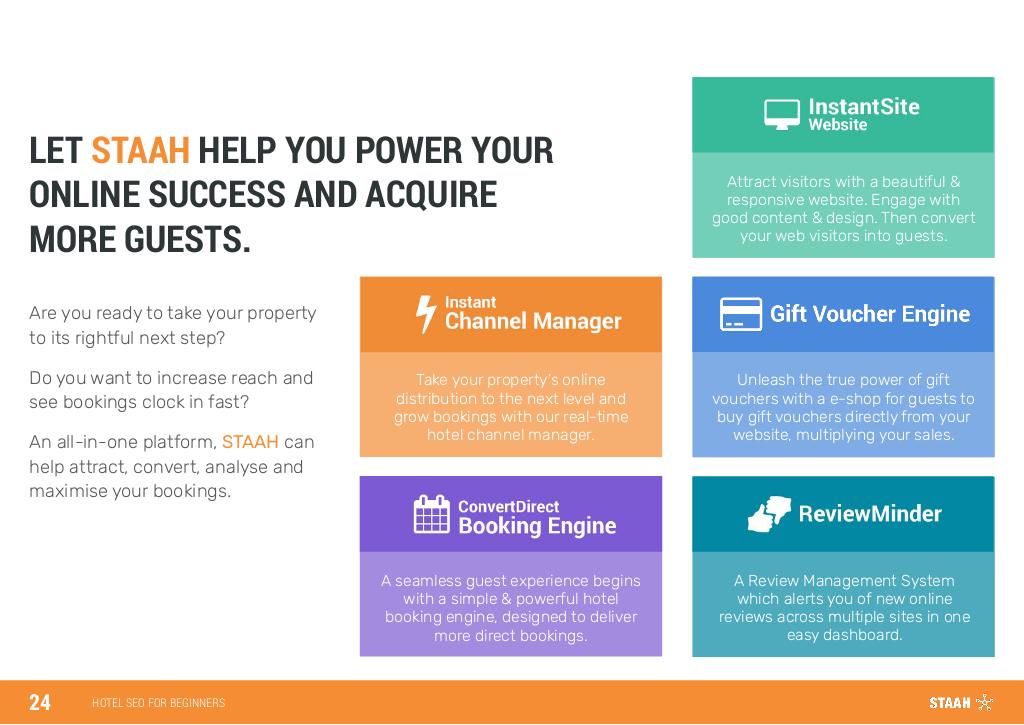 LET STAAH HELP YOU POWER YOUR
ONLINE SUCCESS AND ACQUIRE
MORE GUESTS.
Are you ready to take your property
to its rightful next step?
Do you want to increase reach and
see bookings clock in fast?
An all-in-one platform, STAAH can
help attract, convert, analyse and
maximise your bookings.
InstantSite
Website
Attract visitors with a beautiful &
responsive website. Engage with
good content & design. Then convert
your web visitors into guests.
Instant
Channel Manager
Take your property's online
distribution to the next level and
grow bookings with our real-time
hotel channel manager.
Gift Voucher Engine
Unleash the true power of gift
vouchers with a e-shop for guests to
buy gift vouchers directly from your
website, multiplying your sales.
ConvertDirect
Booking Engine
A seamless guest experience begins
with a simple & powerful hotel
booking engine, designed to deliver
more direct bookings.
ReviewMinder
A Review Management System
which alerts you of new online
reviews across multiple sites in one
easy dashboard.
24
HOTEL SEO FOR BEGINNERS
STAAH